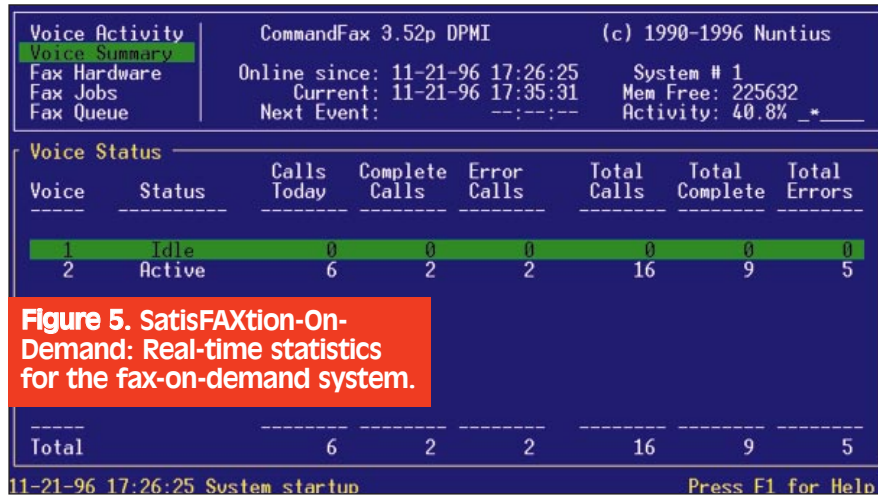 Voice Activity CommandFax 3.52p DPMI (c) 1990-1996 Nuntius
Voice Summary
Fax Hardware Online since: 11-21-96 17:26:25 System # 1
Fax Jobs Current: 11-21-96 17:35:31 Mem Free: 225632
Fax Queue Next Event: --:--:-- Activity: 40.8% _*____
Voice Status
Calls Complete Error Total Total Total
Voice Status Today Calls Calls Calls Complete Errors
----- ---------- -------- -------- -------- -------- -------- --------
1 Idle 0 0 0 0 0 0
2 Active 6 2 2 16 9 5
Figure 5. SatisFAXtion-On-
Demand: Real-time statistics
for the fax-on-demand system.
----- -------- -------- -------- -------- -------- --------
Total 6 2 2 16 9 5
11-21-96 17:26:25 System startup Press F1 for Help